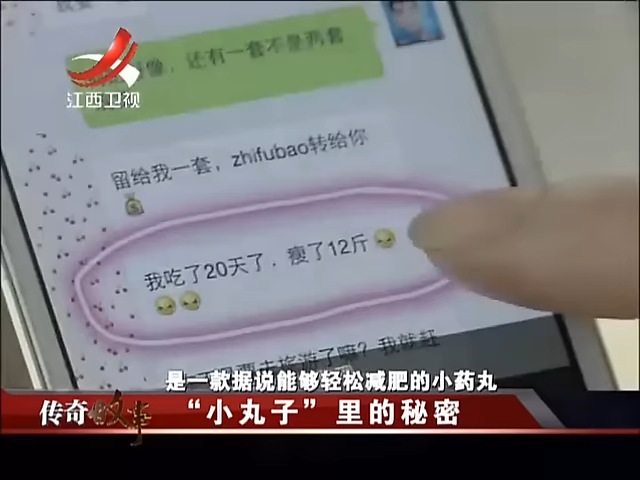 还有一套不是两套
江西卫视
留给我一套，zhifubao转给你
我吃了20天了．瘦了12斤
是一款据说能够轻松减肥的小药丸
传奇故事
“小丸子”里的秘密